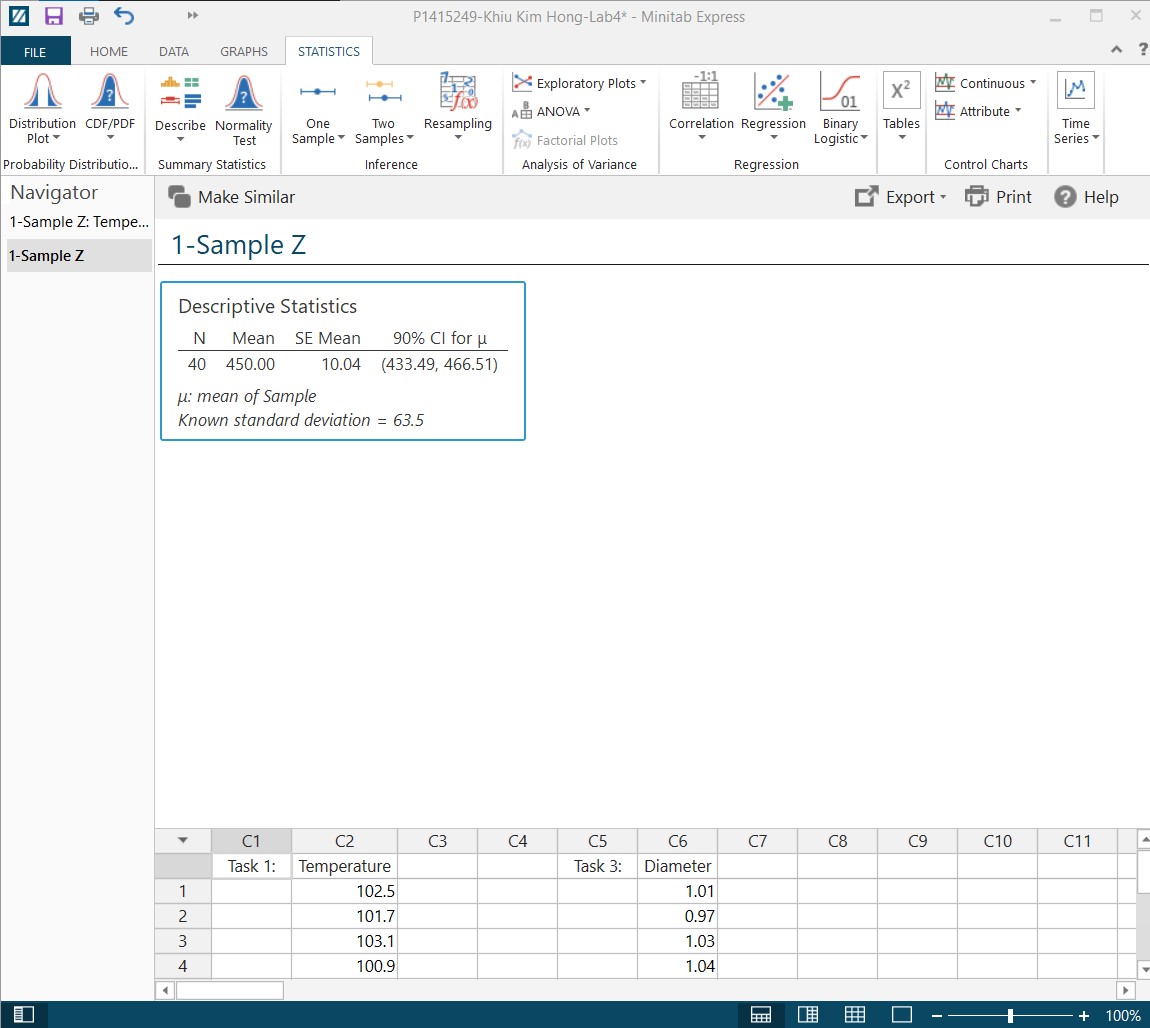 P1415249-Khiu Kim Hong-Lab4* - Minitab Express
FILE HOME DATA GRAPHS STATISTICS ?
Distribution Plot CDF/PDF
Probability Distributio...
Describe Normality Test
Summary Statistics
One Sample Two Samples Resampling
Inference
Exploratory Plots
ANOVA
Factorial Plots
Analysis of Variance
Correlation Regression Binary Logistic
Regression
X² Tables
Continuous
Attribute
Control Charts
Time Series
Navigator
1-Sample Z: Tempe...
1-Sample Z
Make Similar Export Print Help
1-Sample Z
Descriptive Statistics
N Mean SE Mean 90% CI for μ
40 450.00 10.04 (433.49, 466.51)
μ: mean of Sample
Known standard deviation = 63.5
C1 C2 C3 C4 C5 C6 C7 C8 C9 C10 C11
Task 1: Temperature Task 3: Diameter
1 102.5 1.01
2 101.7 0.97
3 103.1 1.03
4 100.9 1.04
100%